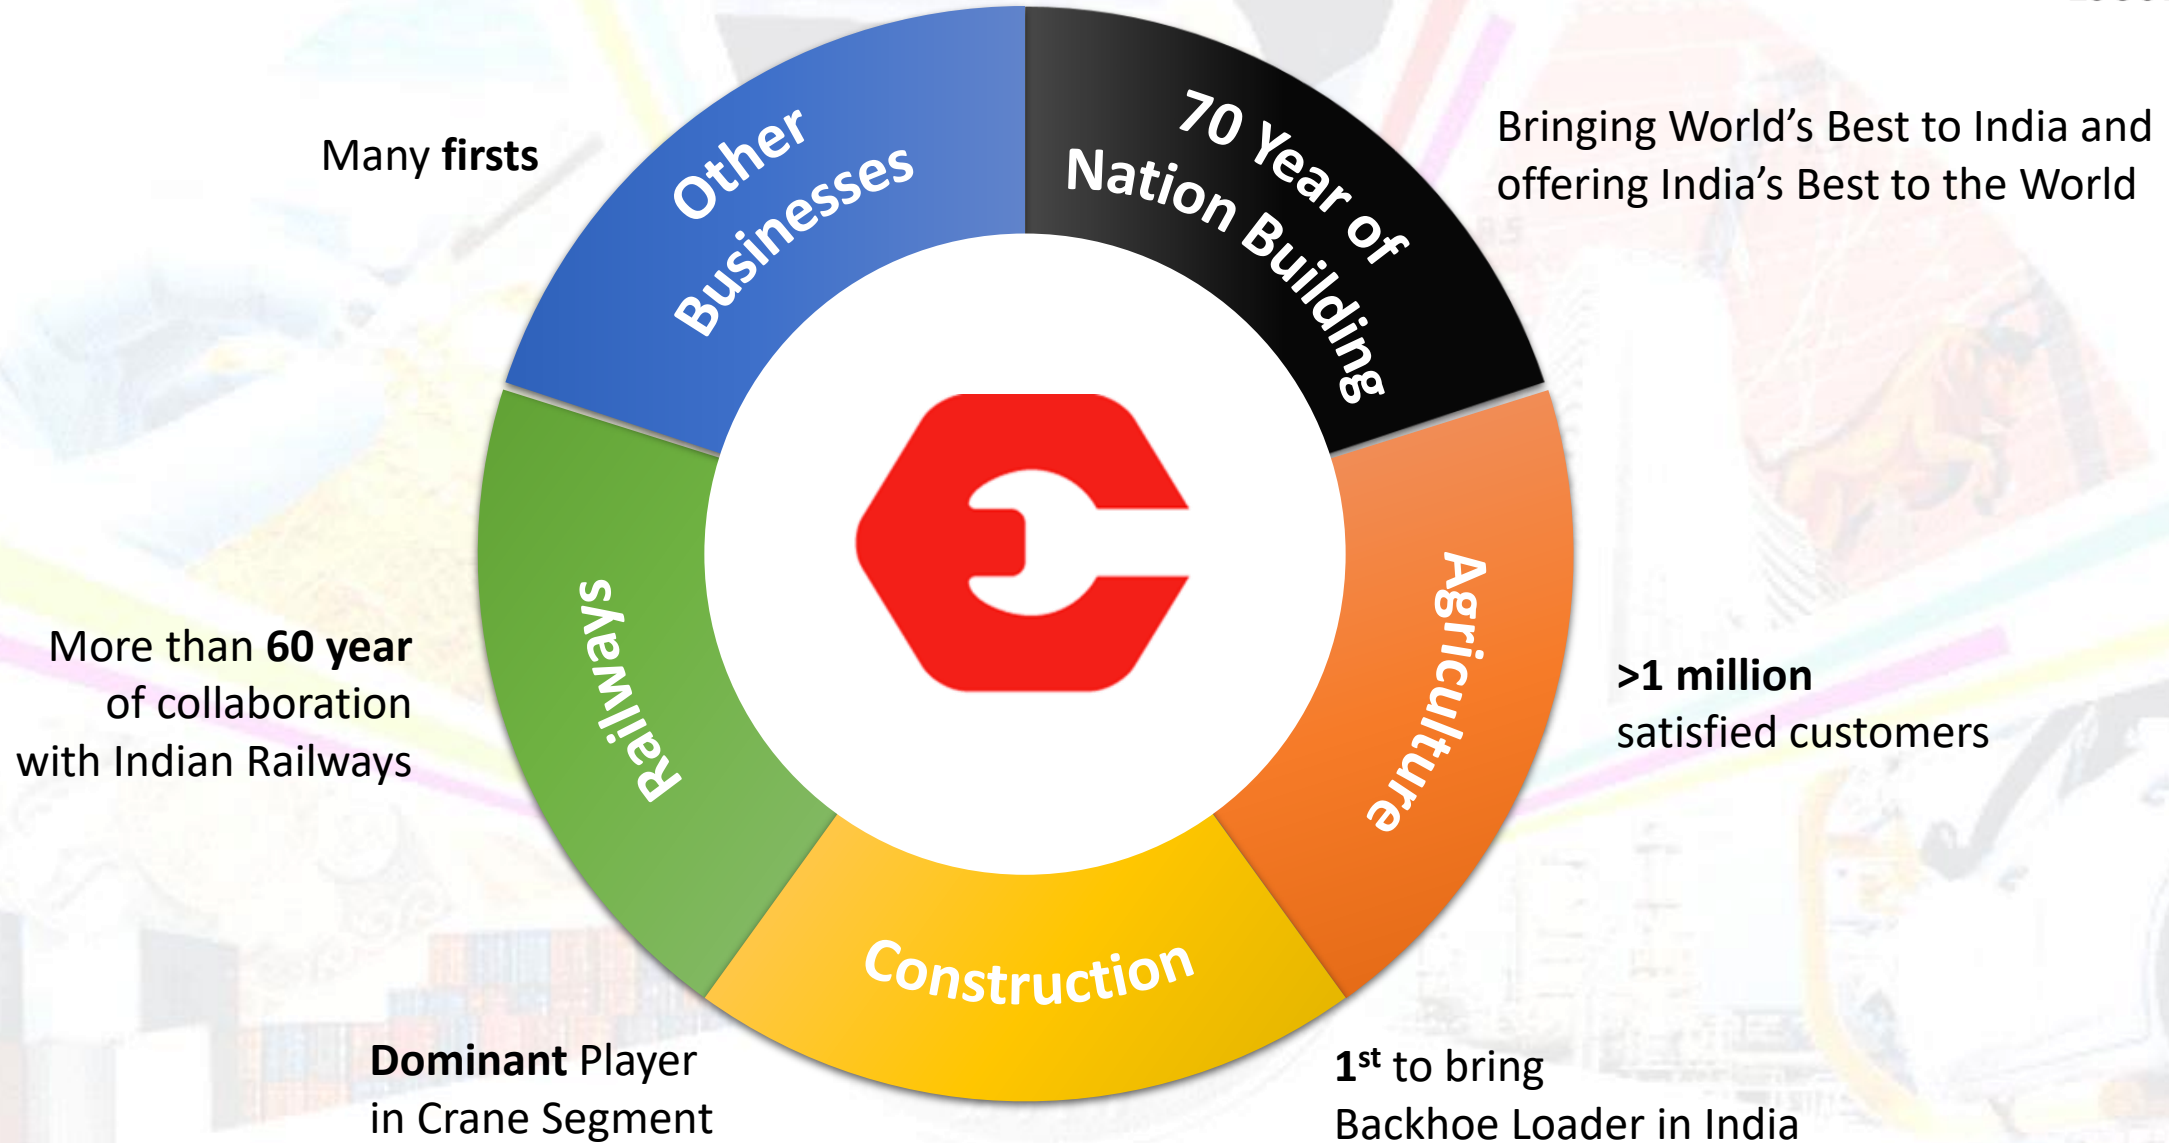 70 Year of
Nation Building
Bringing World’s Best to India and
offering India’s Best to the World
Agriculture
>1 million
satisfied customers
Construction
1st to bring
Backhoe Loader in India
Dominant Player
in Crane Segment
Railways
More than 60 year
of collaboration
with Indian Railways
Other
Businesses
Many firsts